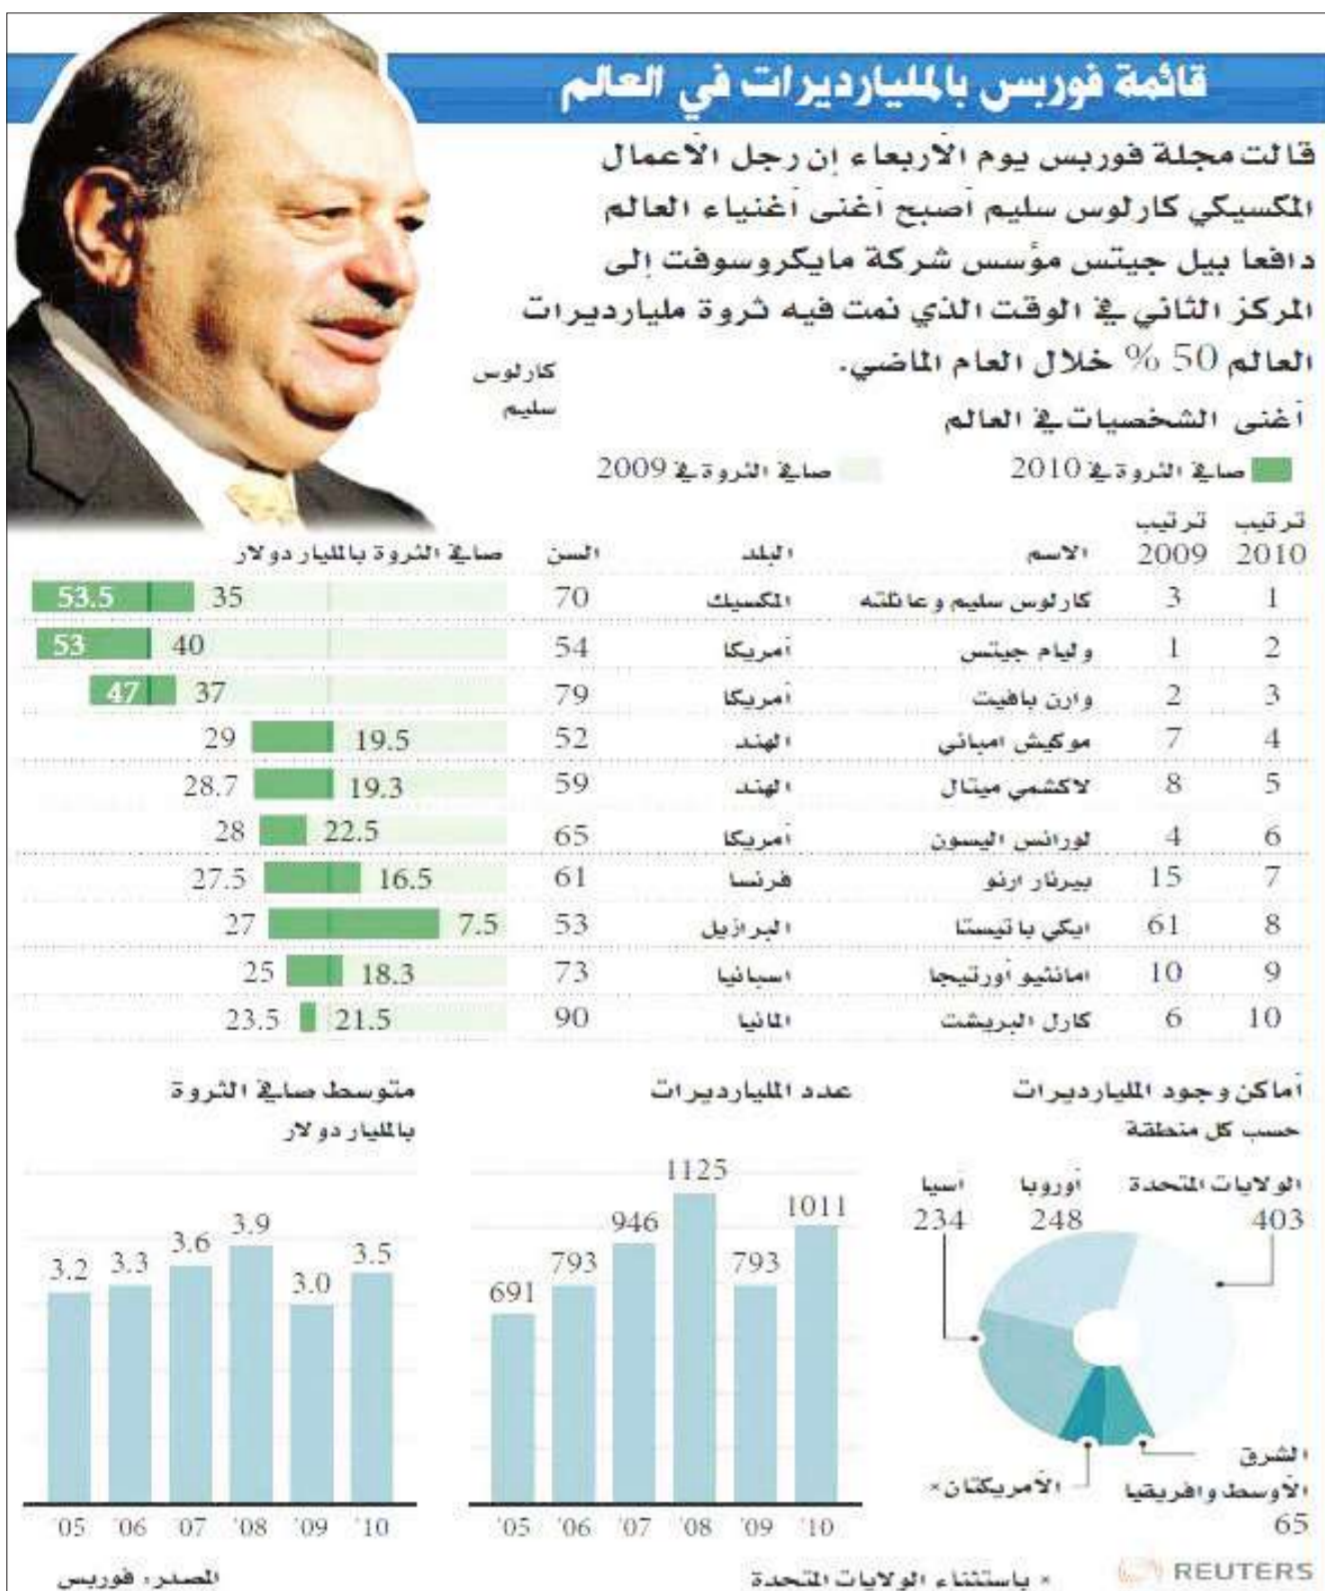 قائمة فوربس بالمليارديرات في العالم
قالت مجلة فوربس يوم الأربعاء إن رجل الأعمال
المكسيكي كارلوس سليم أصبح أغنى أغنياء العالم
دافعا بيل جيتس مؤسس شركة مايكروسوفت إلى
المركز الثاني في الوقت الذي نمت فيه ثروة مليارديرات
العالم 50 % خلال العام الماضي.
كارلوس
سليم
أغنى الشخصيات في العالم
صافي الثروة في 2010 صافي الثروة في 2009
ترتيب 2010 ترتيب 2009 الاسم البلد السن صافي الثروة بالمليار دولار
1 3 كارلوس سليم وعائلته المكسيك 70 35 53.5
2 1 وليام جيتس أمريكا 54 40 53
3 2 وارن بافيت أمريكا 79 37 47
4 7 موكيش امباني الهند 52 19.5 29
5 8 لاكشمي ميتال الهند 59 19.3 28.7
6 4 لورانس اليسون أمريكا 65 22.5 28
7 15 بيرنار ارنو فرنسا 61 16.5 27.5
8 61 ايكي باتيستا البرازيل 53 7.5 27
9 10 امانثيو أورتيجا اسبانيا 73 18.3 25
10 6 كارل البريشت المانيا 90 21.5 23.5
أماكن وجود المليارديرات
حسب كل منطقة
الولايات المتحدة أوروبا آسيا
403 248 234
الشرق
الأوسط وافريقيا
65
الأمريكتان×
عدد المليارديرات
691 793 946 1125 793 1011
'05 '06 '07 '08 '09 '10
متوسط صافي الثروة
بالمليار دولار
3.2 3.3 3.6 3.9 3.0 3.5
'05 '06 '07 '08 '09 '10
REUTERS
× باستثناء الولايات المتحدة
المصدر: فوربس